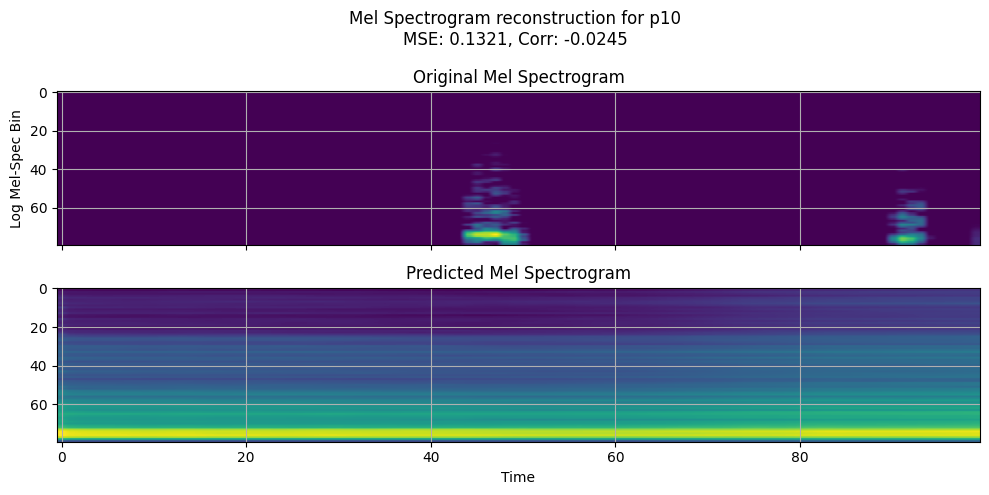 Mel Spectrogram reconstruction for p10
MSE: 0.1321, Corr: -0.0245
Original Mel Spectrogram
0
20
40
60
Log Mel-Spec Bin
Predicted Mel Spectrogram
0
20
40
60
0 20 40 60 80
Time